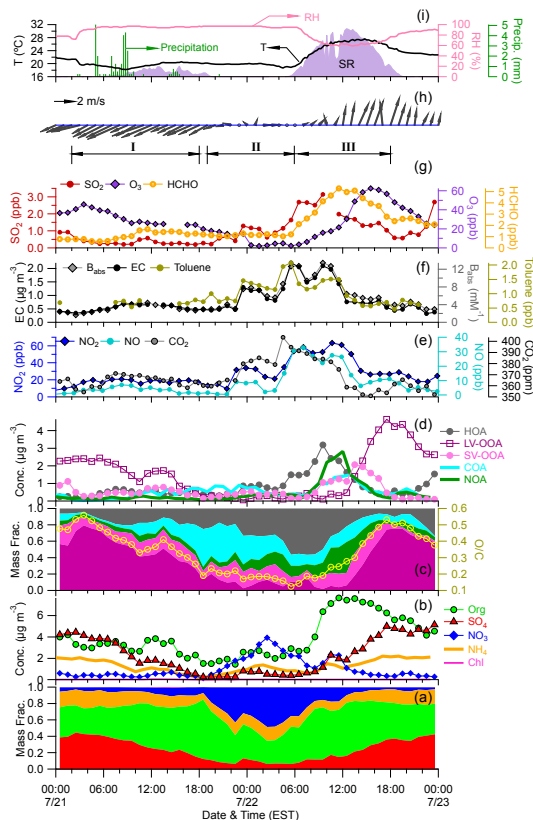 (i)
32
28
24
20
16
T (ºC)
RH
Precipitation
T
SR
100
80
60
40
20
0
RH (%)
5
4
3
2
1
0
Precip. (mm)
2 m/s
(h)
I
II
III
(g)
SO2 O3 HCHO
3.0
2.0
1.0
0.0
SO2 (ppb)
60
40
20
0
O3 (ppb)
5
4
3
2
1
0
HCHO (ppb)
Babs EC Toluene
(f)
2.0
1.5
1.0
0.5
0.0
EC (µg m-3)
12
8
4
0
Babs (mM-1)
2.0
1.5
1.0
0.5
0.0
Toluene (ppb)
NO2 NO CO2
(e)
60
40
20
0
NO2 (ppb)
40
30
20
10
0
NO (ppb)
400
390
380
370
360
350
CO2 (ppm)
(d)
5
4
3
2
1
0
Conc. (µg m-3)
HOA
LV-OOA
SV-OOA
COA
NOA
1.0
0.8
0.6
0.4
0.2
0.0
Mass Frac.
(c)
0.6
0.5
0.4
0.3
0.2
0.1
O/C
(b)
6
4
2
0
Conc. (µg m-3)
Org
SO4
NO3
NH4
Chl
1.0
0.8
0.6
0.4
0.2
0.0
Mass Frac.
(a)
00:00 06:00 12:00 18:00 00:00 06:00 12:00 18:00 00:00
7/21 7/22 7/23
Date & Time (EST)